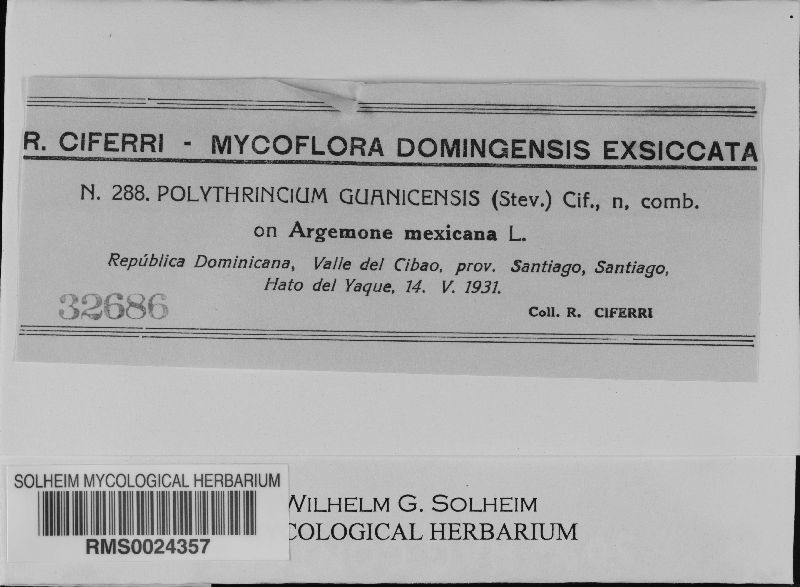 R. CIFERRI - MYCOFLORA DOMINGENSIS EXSICCATA
N. 288. POLYTHRINCIUM GUANICENSIS (Stev.) Cif., n, comb.
on Argemone mexicana L.
República Dominicana, Valle del Cibao, prov. Santiago, Santiago,
Hato del Yaque, 14. V. 1931.
32686
Coll. R. CIFERRI
SOLHEIM MYCOLOGICAL HERBARIUM
RMS0024357
WILHELM G. SOLHEIM
COLOGICAL HERBARIUM